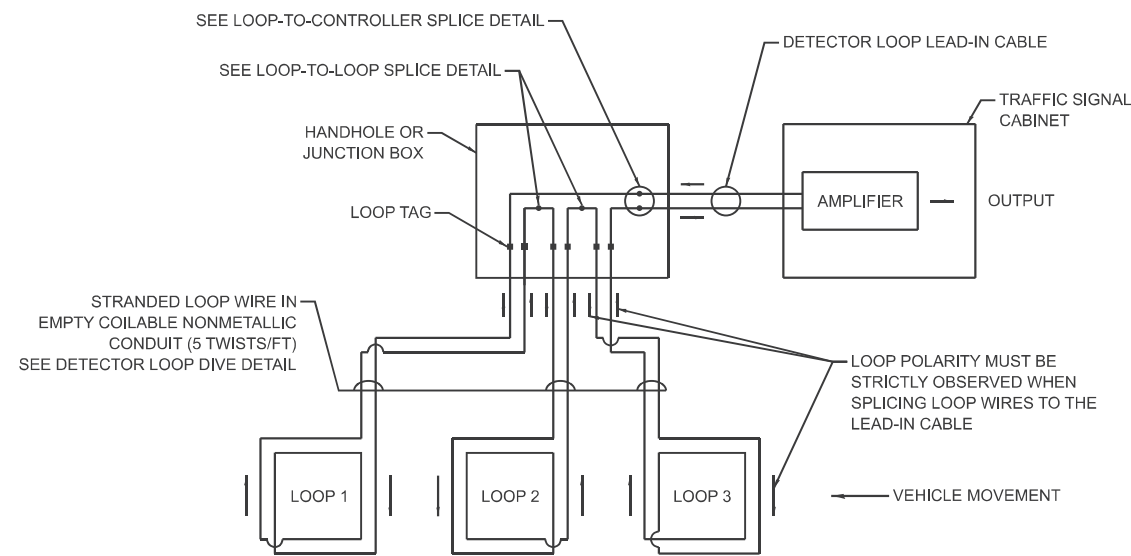 SEE LOOP-TO-CONTROLLER SPLICE DETAIL
DETECTOR LOOP LEAD-IN CABLE
SEE LOOP-TO-LOOP SPLICE DETAIL
TRAFFIC SIGNAL
CABINET
HANDHOLE OR
JUNCTION BOX
AMPLIFIER
OUTPUT
LOOP TAG
STRANDED LOOP WIRE IN
EMPTY COILABLE NONMETALLIC
CONDUIT (5 TWISTS/FT)
SEE DETECTOR LOOP DIVE DETAIL
LOOP POLARITY MUST BE
STRICTLY OBSERVED WHEN
SPLICING LOOP WIRES TO THE
LEAD-IN CABLE
LOOP 1
LOOP 2
LOOP 3
VEHICLE MOVEMENT